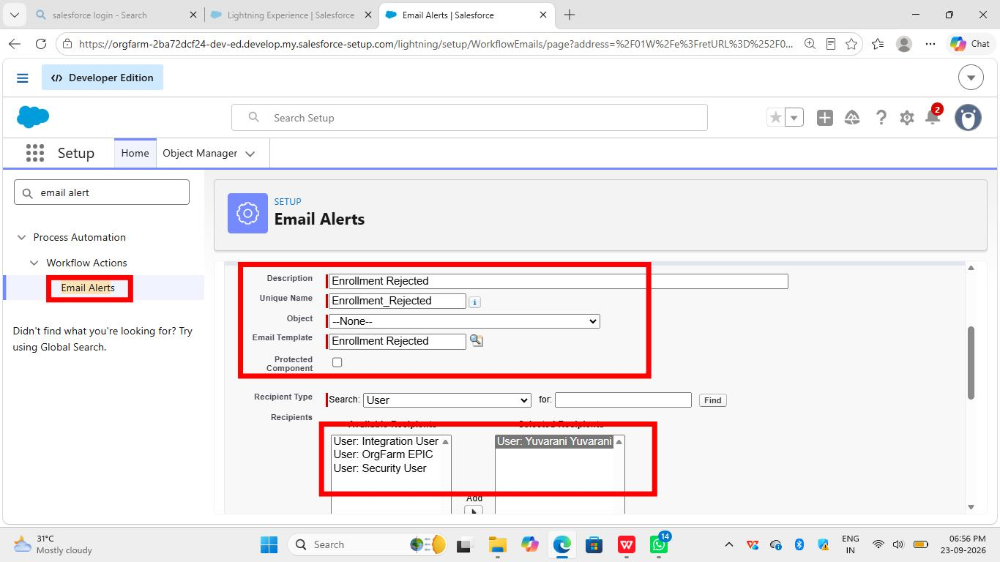 salesforce login - Search
Lightning Experience | Salesforce
Email Alerts | Salesforce
https://orgfarm-2ba72dcf24-dev-ed.develop.my.salesforce-setup.com/lightning/setup/WorkflowEmails/page?address=%2F01W%2Fe%3FretURL%3D%252F0...
Chat
Developer Edition
Search Setup
2
Setup
Home
Object Manager
email alert
SETUP
Email Alerts
Process Automation
Workflow Actions
Email Alerts
Didn't find what you're looking for? Try
using Global Search.
Description
Enrollment Rejected
Unique Name
Enrollment_Rejected
i
Object
--None--
Email Template
Enrollment Rejected
Protected
Component
Recipient Type
Search:
User
for:
Find
Recipients
Available Recipients
Selected Recipients
User: Integration User
User: OrgFarm EPIC
User: Security User
User: Yuvarani Yuvarani
Add
31°C
Mostly cloudy
Search
14
ENG
IN
06:56 PM
23-09-2026